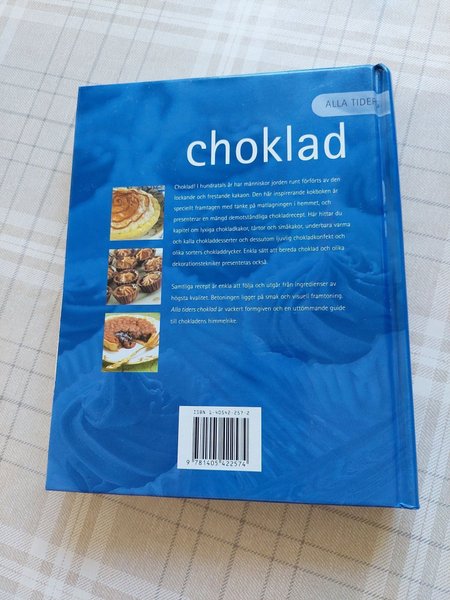 ALLA TIDER
choklad
Choklad! I hundratals år har människor jorden runt förförts av den
lockande och frestande kakaon. Den här inspirerande kokboken är
speciellt framtagen med tanke på matlagningen i hemmet, och
presenterar en mängd oemotståndliga chokladrecept. Här hittar du
kapitel om lyxiga chokladkakor, tårtor och småkakor, underbara varma
och kalla chokladdesserter och dessutom ljuvlig chokladkonfekt och
olika sorters chokladdrycker. Enkla sätt att bereda choklad och olika
dekorationstekniker presenteras också.
Samtliga recept är enkla att följa och utgår från ingredienser av
högsta kvalitet. Betoningen ligger på smak och visuell framtoning.
Alla tiders choklad är vackert formgiven och en uttömmande guide
till chokladens himmelrike.
ISBN 1-40542-257-2
9 781405 422574